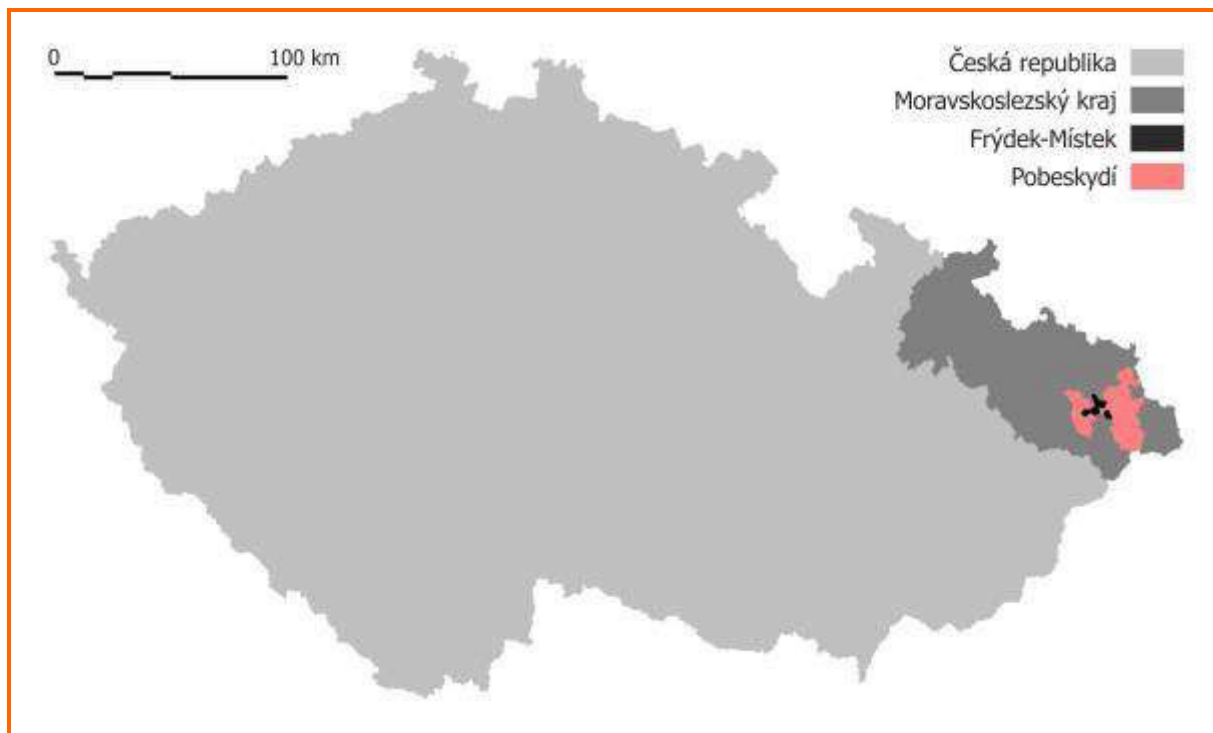 0 100 km
Česká republika
Moravskoslezský kraj
Frýdek-Místek
Pobeskydí